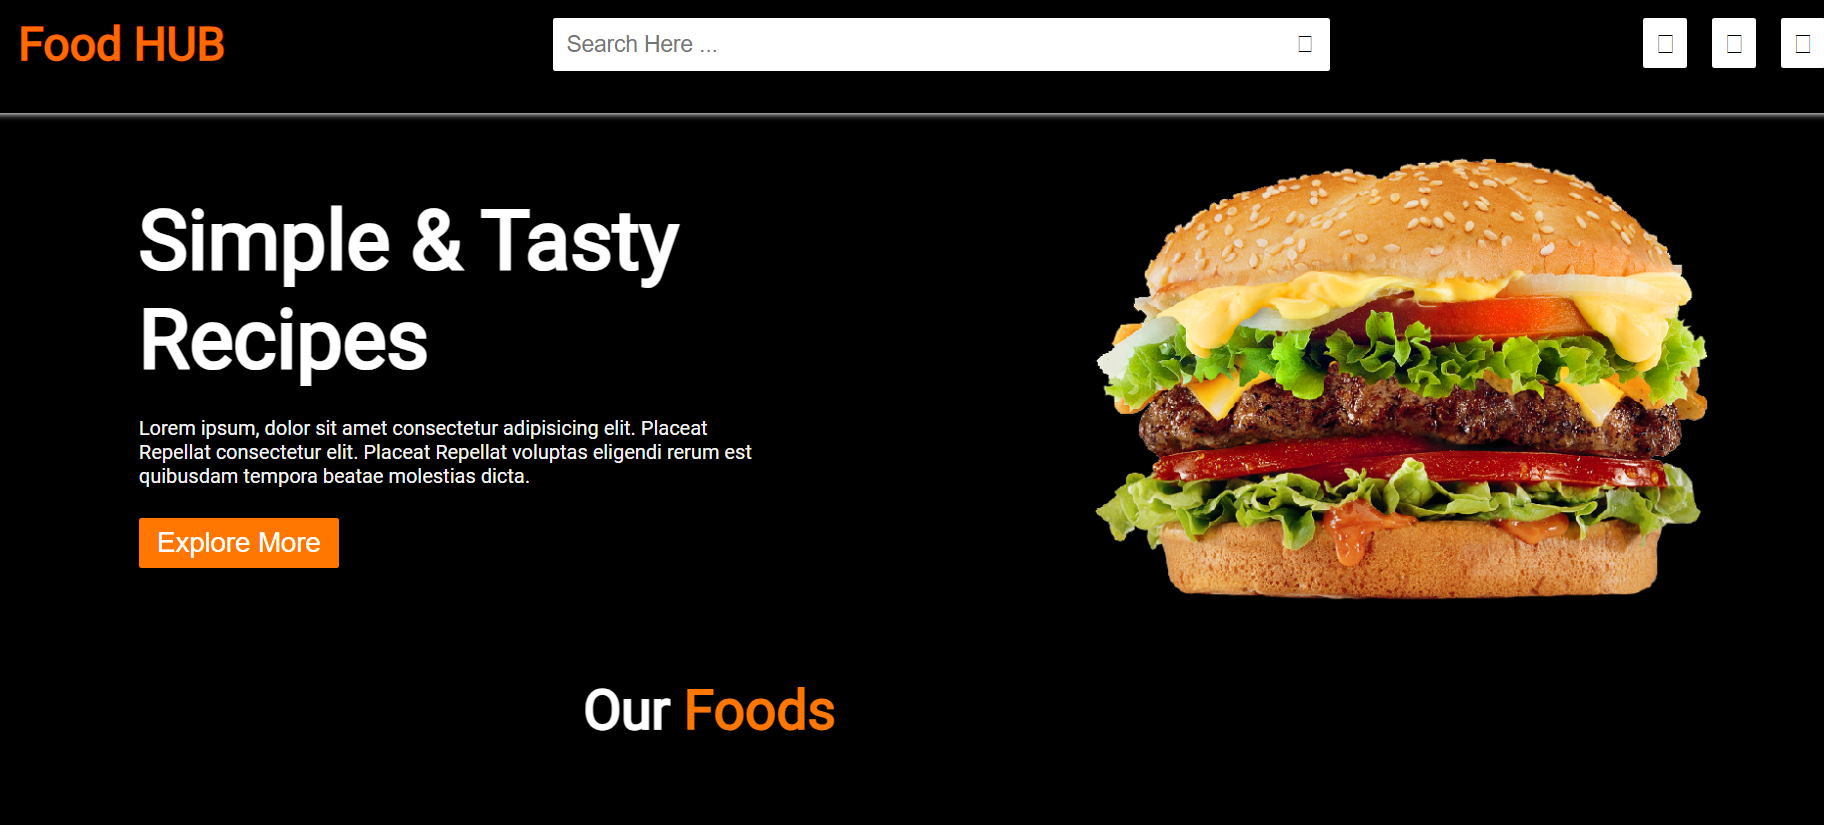 Food HUB
Search Here ...
Simple & Tasty
Recipes
Lorem ipsum, dolor sit amet consectetur adipisicing elit. Placeat
Repellat consectetur elit. Placeat Repellat voluptas eligendi rerum est
quibusdam tempora beatae molestias dicta.
Explore More
Our Foods